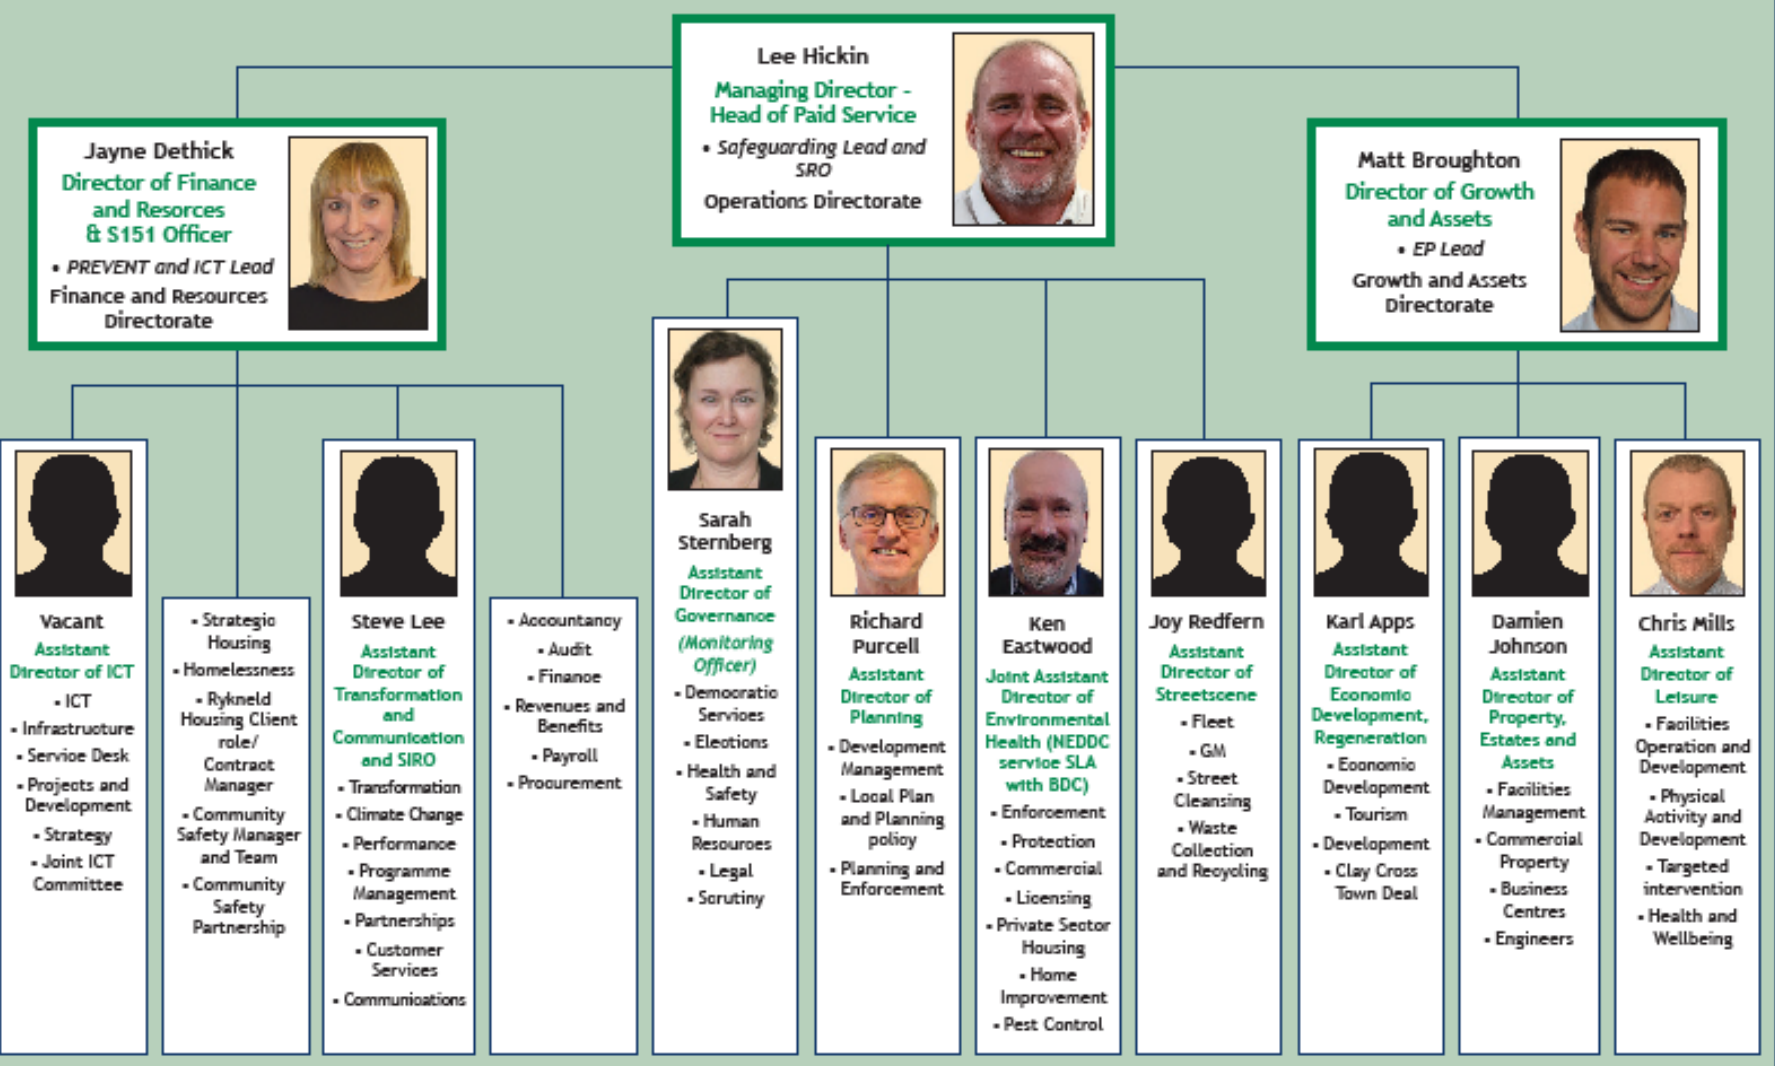 Lee Hickin
Managing Director -
Head of Paid Service
• Safeguarding Lead and
SRO
Operations Directorate
Jayne Dethick
Director of Finance
and Resorces
& S151 Officer
• PREVENT and ICT Lead
Finance and Resources
Directorate
Matt Broughton
Director of Growth
and Assets
• EP Lead
Growth and Assets
Directorate
Vacant
Assistant
Director of ICT
▪ ICT
▪ Infrastructure
▪ Service Desk
▪ Projects and
Development
▪ Strategy
▪ Joint ICT
Committee
▪ Strategic
Housing
▪ Homelessness
▪ Rykneld
Housing Client
role/
Contract
Manager
▪ Community
Safety Manager
and Team
▪ Community
Safety
Partnership
Steve Lee
Assistant
Director of
Transformation
and
Communication
and SIRO
▪ Transformation
▪ Climate Change
▪ Performance
▪ Programme
Management
▪ Partnerships
▪ Customer
Services
▪ Communications
▪ Accountancy
▪ Audit
▪ Finance
▪ Revenues and
Benefits
▪ Payroll
▪ Procurement
Sarah
Sternberg
Assistant
Director of
Governance
(Monitoring
Officer)
▪ Democratic
Services
▪ Elections
▪ Health and
Safety
▪ Human
Resources
▪ Legal
▪ Scrutiny
Richard
Purcell
Assistant
Director of
Planning
▪ Development
Management
▪ Local Plan
and Planning
policy
▪ Planning and
Enforcement
Ken
Eastwood
Joint Assistant
Director of
Environmental
Health (NEDDC
service SLA
with BDC)
▪ Enforcement
▪ Protection
▪ Commercial
▪ Licensing
▪ Private Sector
Housing
▪ Home
Improvement
▪ Pest Control
Joy Redfern
Assistant
Director of
Streetscene
▪ Fleet
▪ GM
▪ Street
Cleansing
▪ Waste
Collection
and Recycling
Karl Apps
Assistant
Director of
Economic
Development,
Regeneration
▪ Economic
Development
▪ Tourism
▪ Development
▪ Clay Cross
Town Deal
Damien
Johnson
Assistant
Director of
Property,
Estates and
Assets
▪ Facilities
Management
▪ Commercial
Property
▪ Business
Centres
▪ Engineers
Chris Mills
Assistant
Director of
Leisure
▪ Facilities
Operation and
Development
▪ Physical
Activity and
Development
▪ Targeted
intervention
▪ Health and
Wellbeing